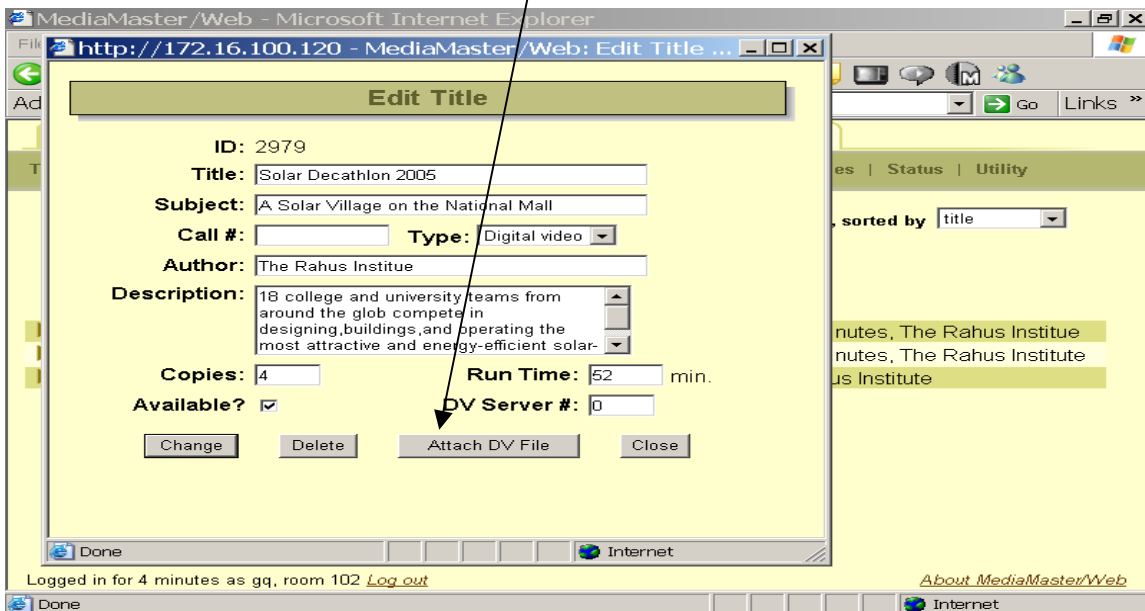 MediaMaster/Web - Microsoft Internet Explorer
File
http://172.16.100.120 - MediaMaster/Web: Edit Title ...
Go Links »
Edit Title
ID: 2979
Title: Solar Decathlon 2005
es | Status | Utility
Subject: A Solar Village on the National Mall
, sorted by title
Call #: Type: Digital video
Author: The Rahus Institue
Description: 18 college and university teams from
around the glob compete in
designing,buildings,and operating the
most attractive and energy-efficient solar-
nutes, The Rahus Institue
nutes, The Rahus Institute
us Institute
Copies: 4 Run Time: 52 min.
Available? DV Server #: 0
Change Delete Attach DV File Close
Done Internet
Logged in for 4 minutes as gq, room 102 Log out About MediaMaster/Web
Done Internet